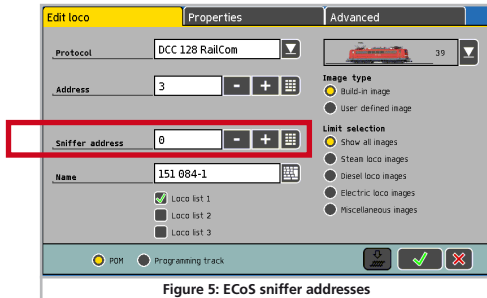 Edit loco
Properties
Advanced
Protocol
DCC 128 RailCom
39
Address
3
- +
Image type
Build-in image
User defined image
Sniffer address
0
- +
Limit selection
Show all images
Steam loco images
Diesel loco images
Electric loco images
Miscellaneous images
Name
151 084-1
Loco list 1
Loco list 2
Loco list 3
POM
Programming track
Figure 5: ECoS sniffer addresses